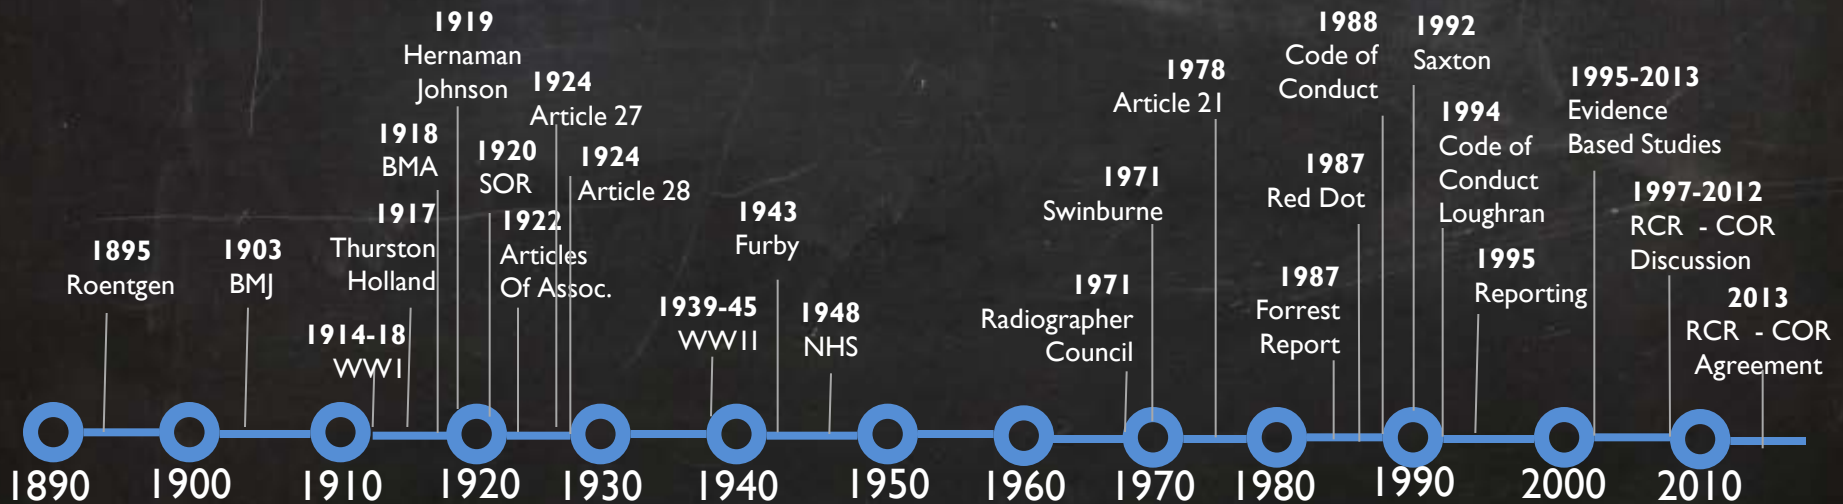 1895
Roentgen
1903
BMJ
1914-18
WWI
1917
Thurston
Holland
1918
BMA
1919
Hernaman
Johnson
1920
SOR
1922
Articles
Of Assoc.
1924
Article 27
1924
Article 28
1939-45
WWII
1943
Furby
1948
NHS
1971
Radiographer
Council
1971
Swinburne
1978
Article 21
1987
Forrest
Report
1987
Red Dot
1988
Code of
Conduct
1992
Saxton
1994
Code of
Conduct
Loughran
1995
Reporting
1995-2013
Evidence
Based Studies
1997-2012
RCR - COR
Discussion
2013
RCR - COR
Agreement
1890
1900
1910
1920
1930
1940
1950
1960
1970
1980
1990
2000
2010